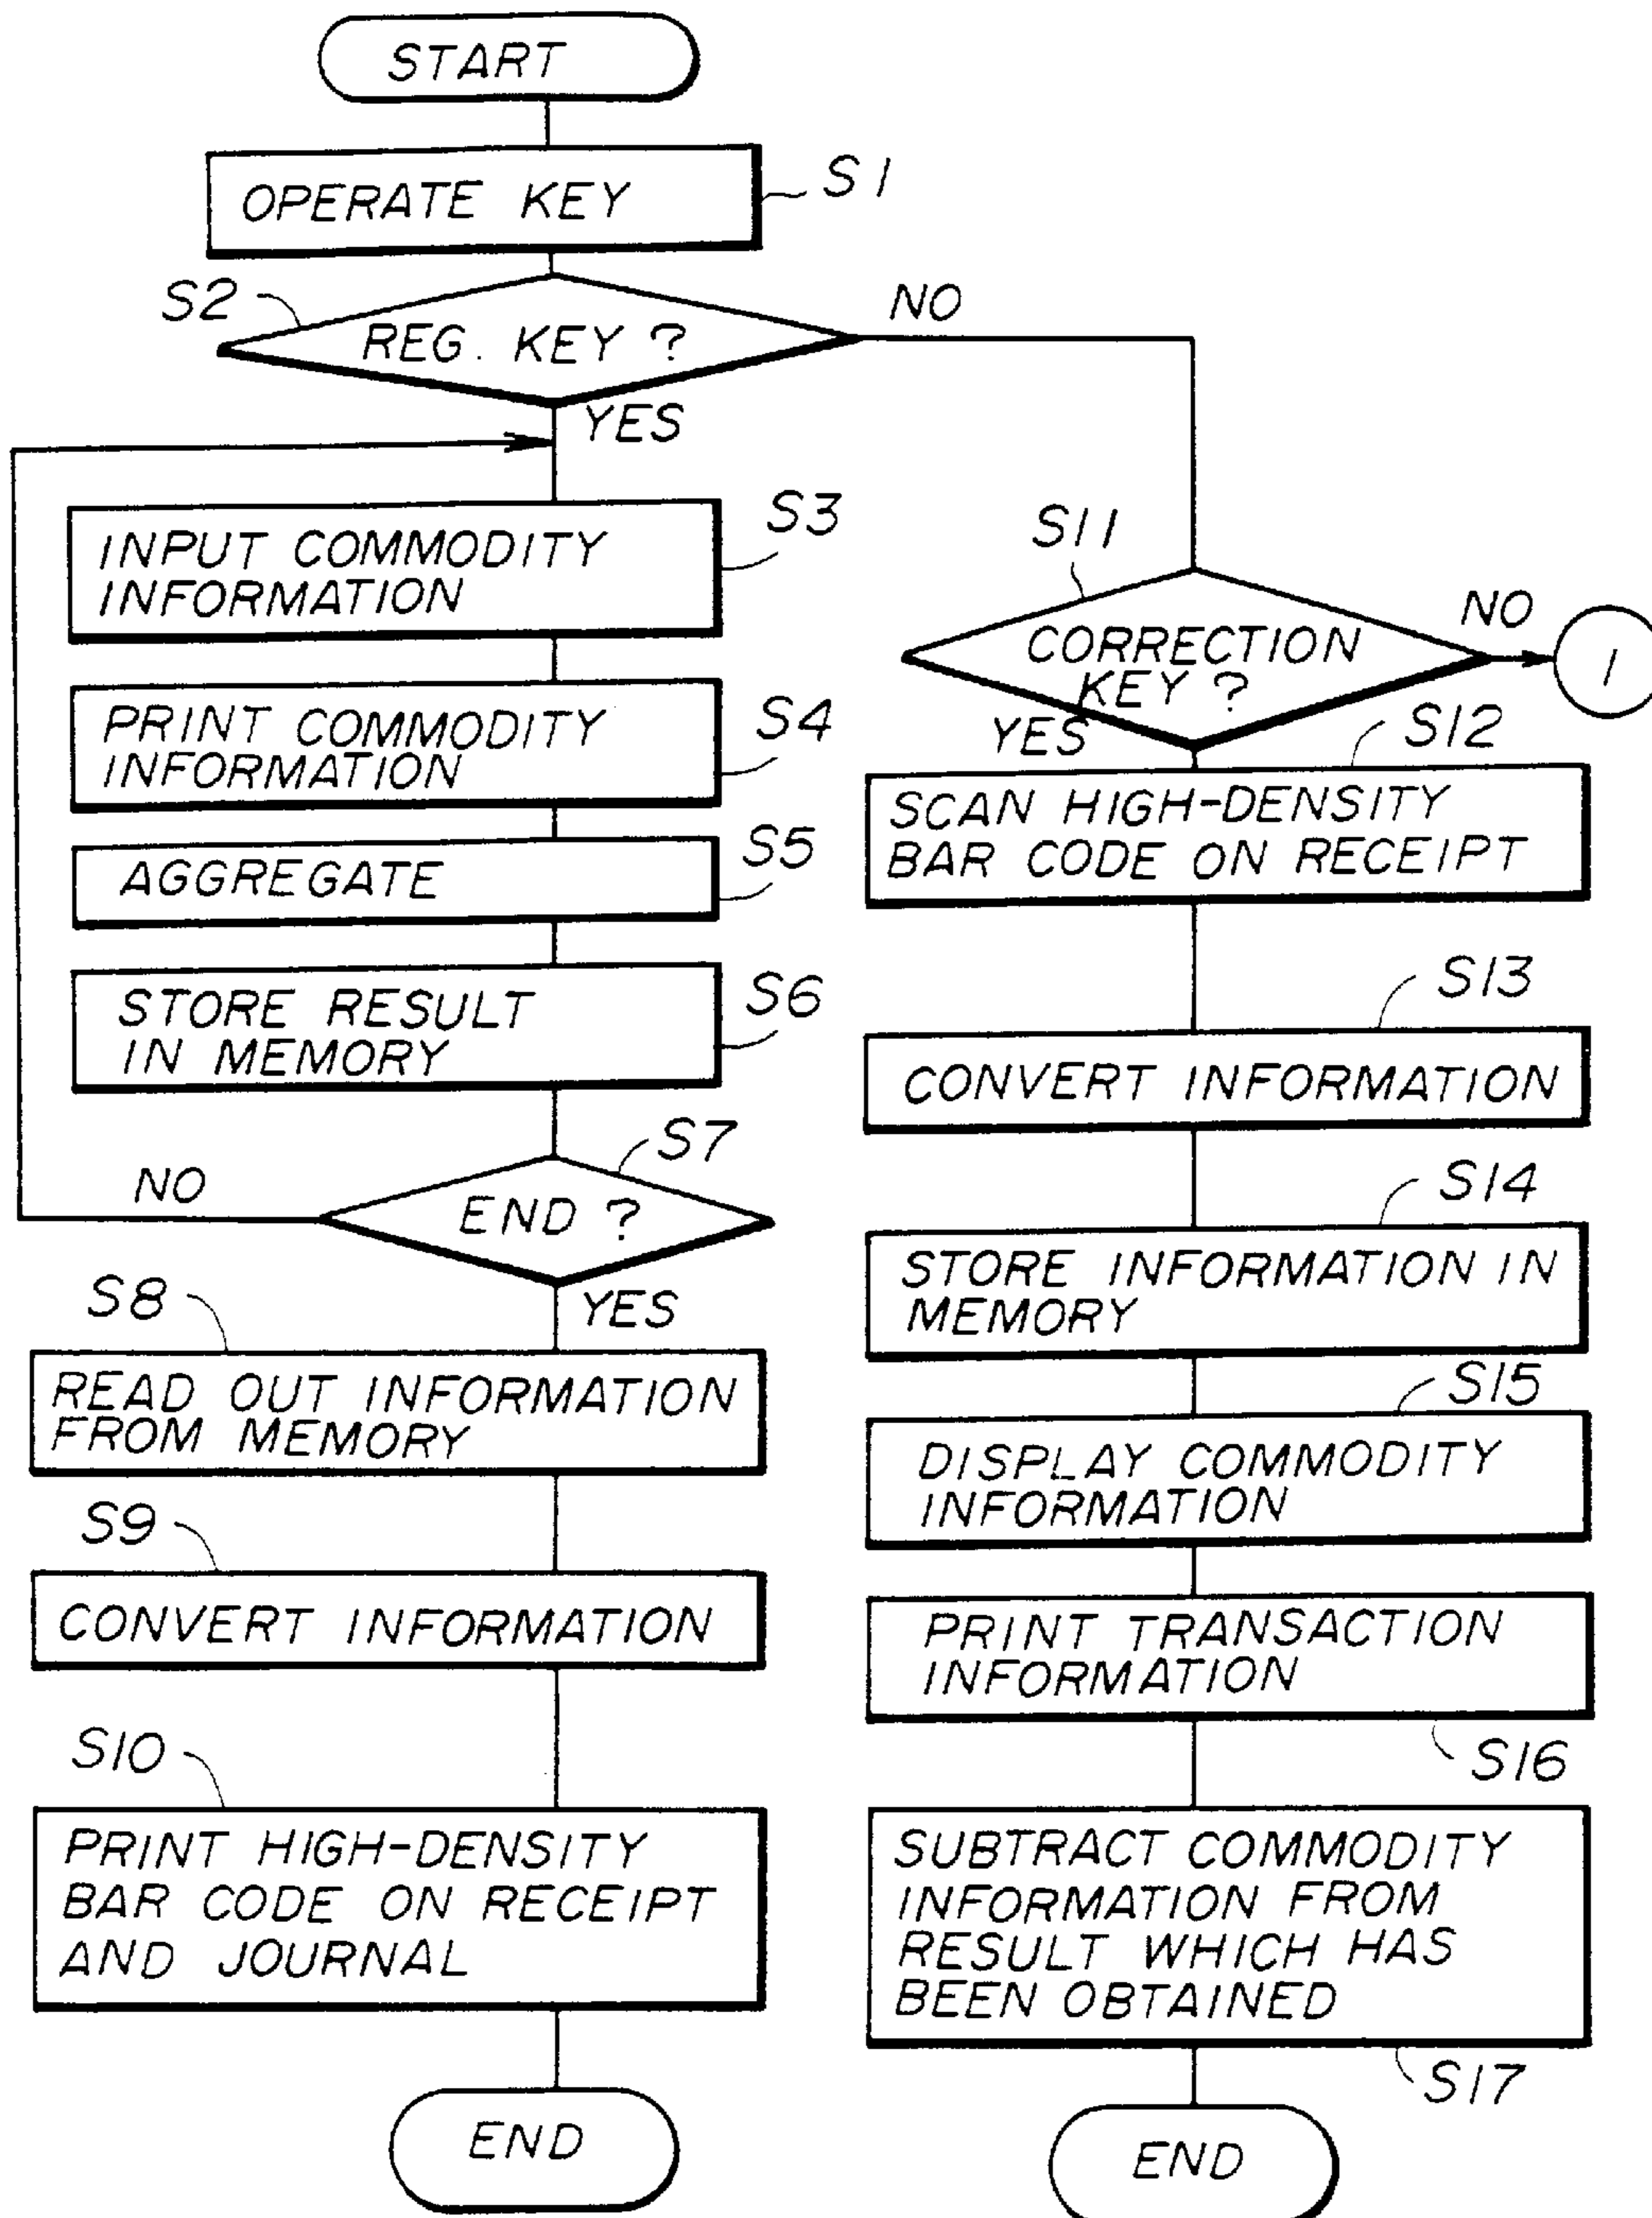 START
OPERATE KEY
S1
S2
REG. KEY ?
NO
YES
INPUT COMMODITY
INFORMATION
S3
PRINT COMMODITY
INFORMATION
S4
AGGREGATE
S5
STORE RESULT
IN MEMORY
S6
S7
NO
END ?
YES
S8
READ OUT INFORMATION
FROM MEMORY
S9
CONVERT INFORMATION
S10
PRINT HIGH-DENSITY
BAR CODE ON RECEIPT
AND JOURNAL
END
S11
CORRECTION
KEY ?
NO
1
YES
S12
SCAN HIGH-DENSITY
BAR CODE ON RECEIPT
S13
CONVERT INFORMATION
S14
STORE INFORMATION IN
MEMORY
S15
DISPLAY COMMODITY
INFORMATION
PRINT TRANSACTION
INFORMATION
S16
SUBTRACT COMMODITY
INFORMATION FROM
RESULT WHICH HAS
BEEN OBTAINED
S17
END